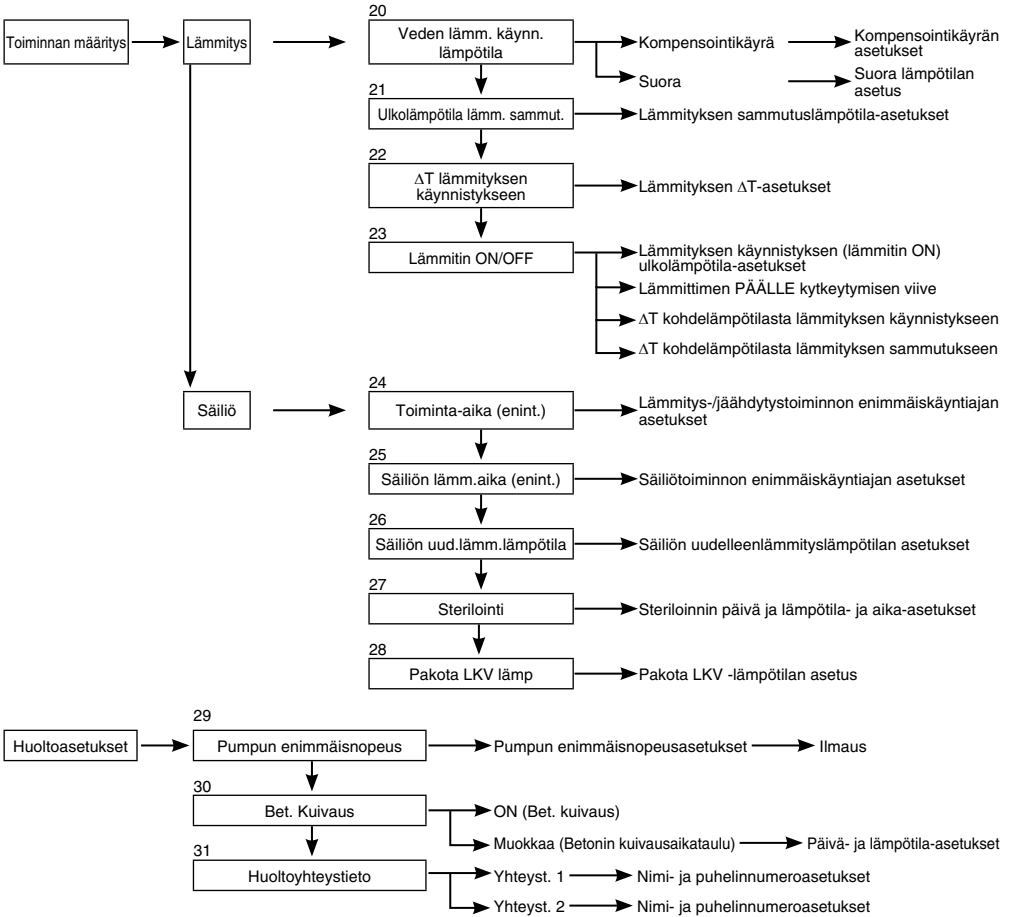 20
Toiminnan määritys
Lämmitys
Veden lämm. käynn.
lämpötila
Kompensointikäyrä
Kompensointikäyrän
asetukset
Suora
Suora lämpötilan
asetus
21
Ulkolämpötila lämm. sammut.
Lämmityksen sammutuslämpötila-asetukset
22
ΔT lämmityksen
käynnistykseen
Lämmityksen ΔT-asetukset
23
Lämmitin ON/OFF
Lämmityksen käynnistyksen (lämmitin ON)
ulkolämpötila-asetukset
Lämmittimen PÄÄLLE kytkeytymisen viive
ΔT kohdelämpötilasta lämmityksen käynnistykseen
ΔT kohdelämpötilasta lämmityksen sammutukseen
24
Säiliö
Toiminta-aika (enint.)
Lämmitys-/jäähdytystoiminnon enimmäiskäyntiajan
asetukset
25
Säiliön lämm.aika (enint.)
Säiliötoiminnon enimmäiskäyntiajan asetukset
26
Säiliön uud.lämm.lämpötila
Säiliön uudelleenlämmityslämpötilan asetukset
27
Sterilointi
Steriloinnin päivä ja lämpötila- ja aika-asetukset
28
Pakota LKV lämp
Pakota LKV -lämpötilan asetus
29
Huoltoasetukset
Pumpun enimmäisnopeus
Pumpun enimmäisnopeusasetukset
Ilmaus
30
Bet. Kuivaus
ON (Bet. kuivaus)
Muokkaa (Betonin kuivausaikataulu)
Päivä- ja lämpötila-asetukset
31
Huoltoyhteystieto
Yhteyst. 1
Nimi- ja puhelinnumeroasetukset
Yhteyst. 2
Nimi- ja puhelinnumeroasetukset